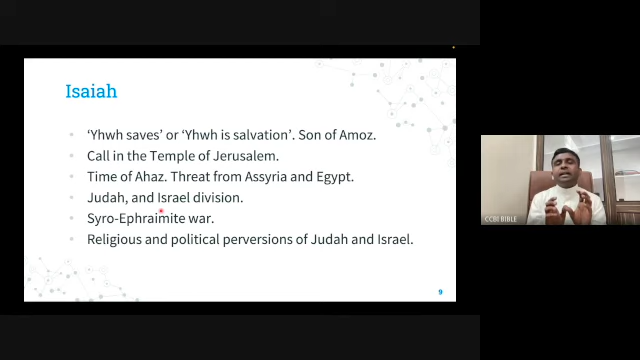 Isaiah
‘Yhwh saves’ or ‘Yhwh is salvation’. Son of Amoz.
Call in the Temple of Jerusalem.
Time of Ahaz. Threat from Assyria and Egypt.
Judah, and Israel division.
Syro-Ephraimite war.
Religious and political perversions of Judah and Israel.
9
CCBI BIBLE